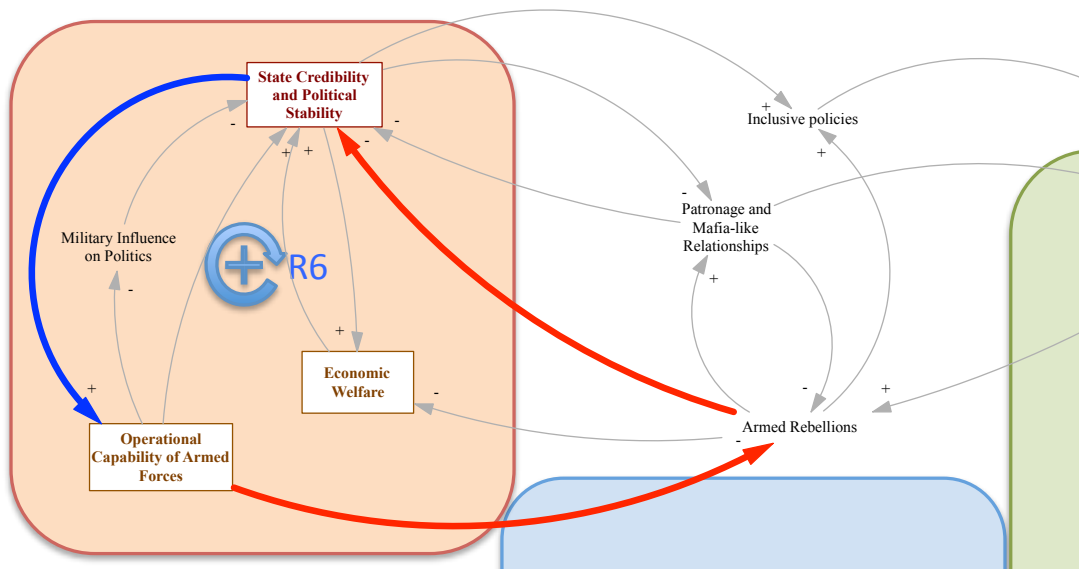 State Credibility
and Political
Stability
-
+
+
-
-
+
Inclusive policies
+
-
Patronage and
Mafia-like
Relationships
+
Military Influence
on Politics
-
R6
+
Economic
Welfare
-
-
+
Armed Rebellions
-
+
Operational
Capability of Armed
Forces